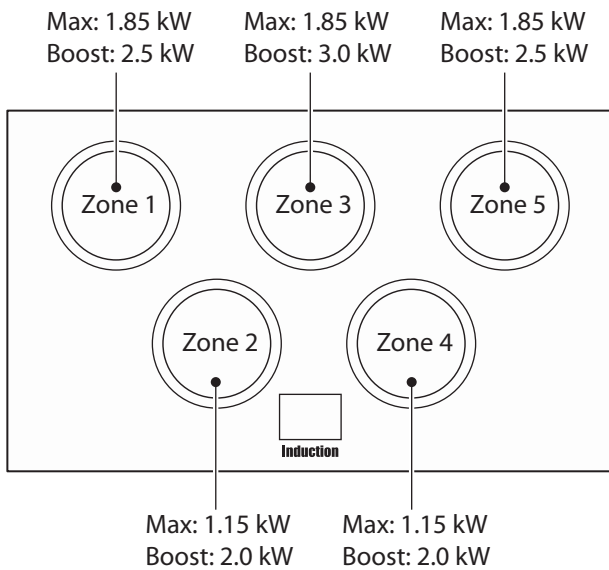 Max: 1.85 kW
Boost: 2.5 kW
Max: 1.85 kW
Boost: 3.0 kW
Max: 1.85 kW
Boost: 2.5 kW
Zone 1
Zone 3
Zone 5
Zone 2
Zone 4
Induction
Max: 1.15 kW
Boost: 2.0 kW
Max: 1.15 kW
Boost: 2.0 kW